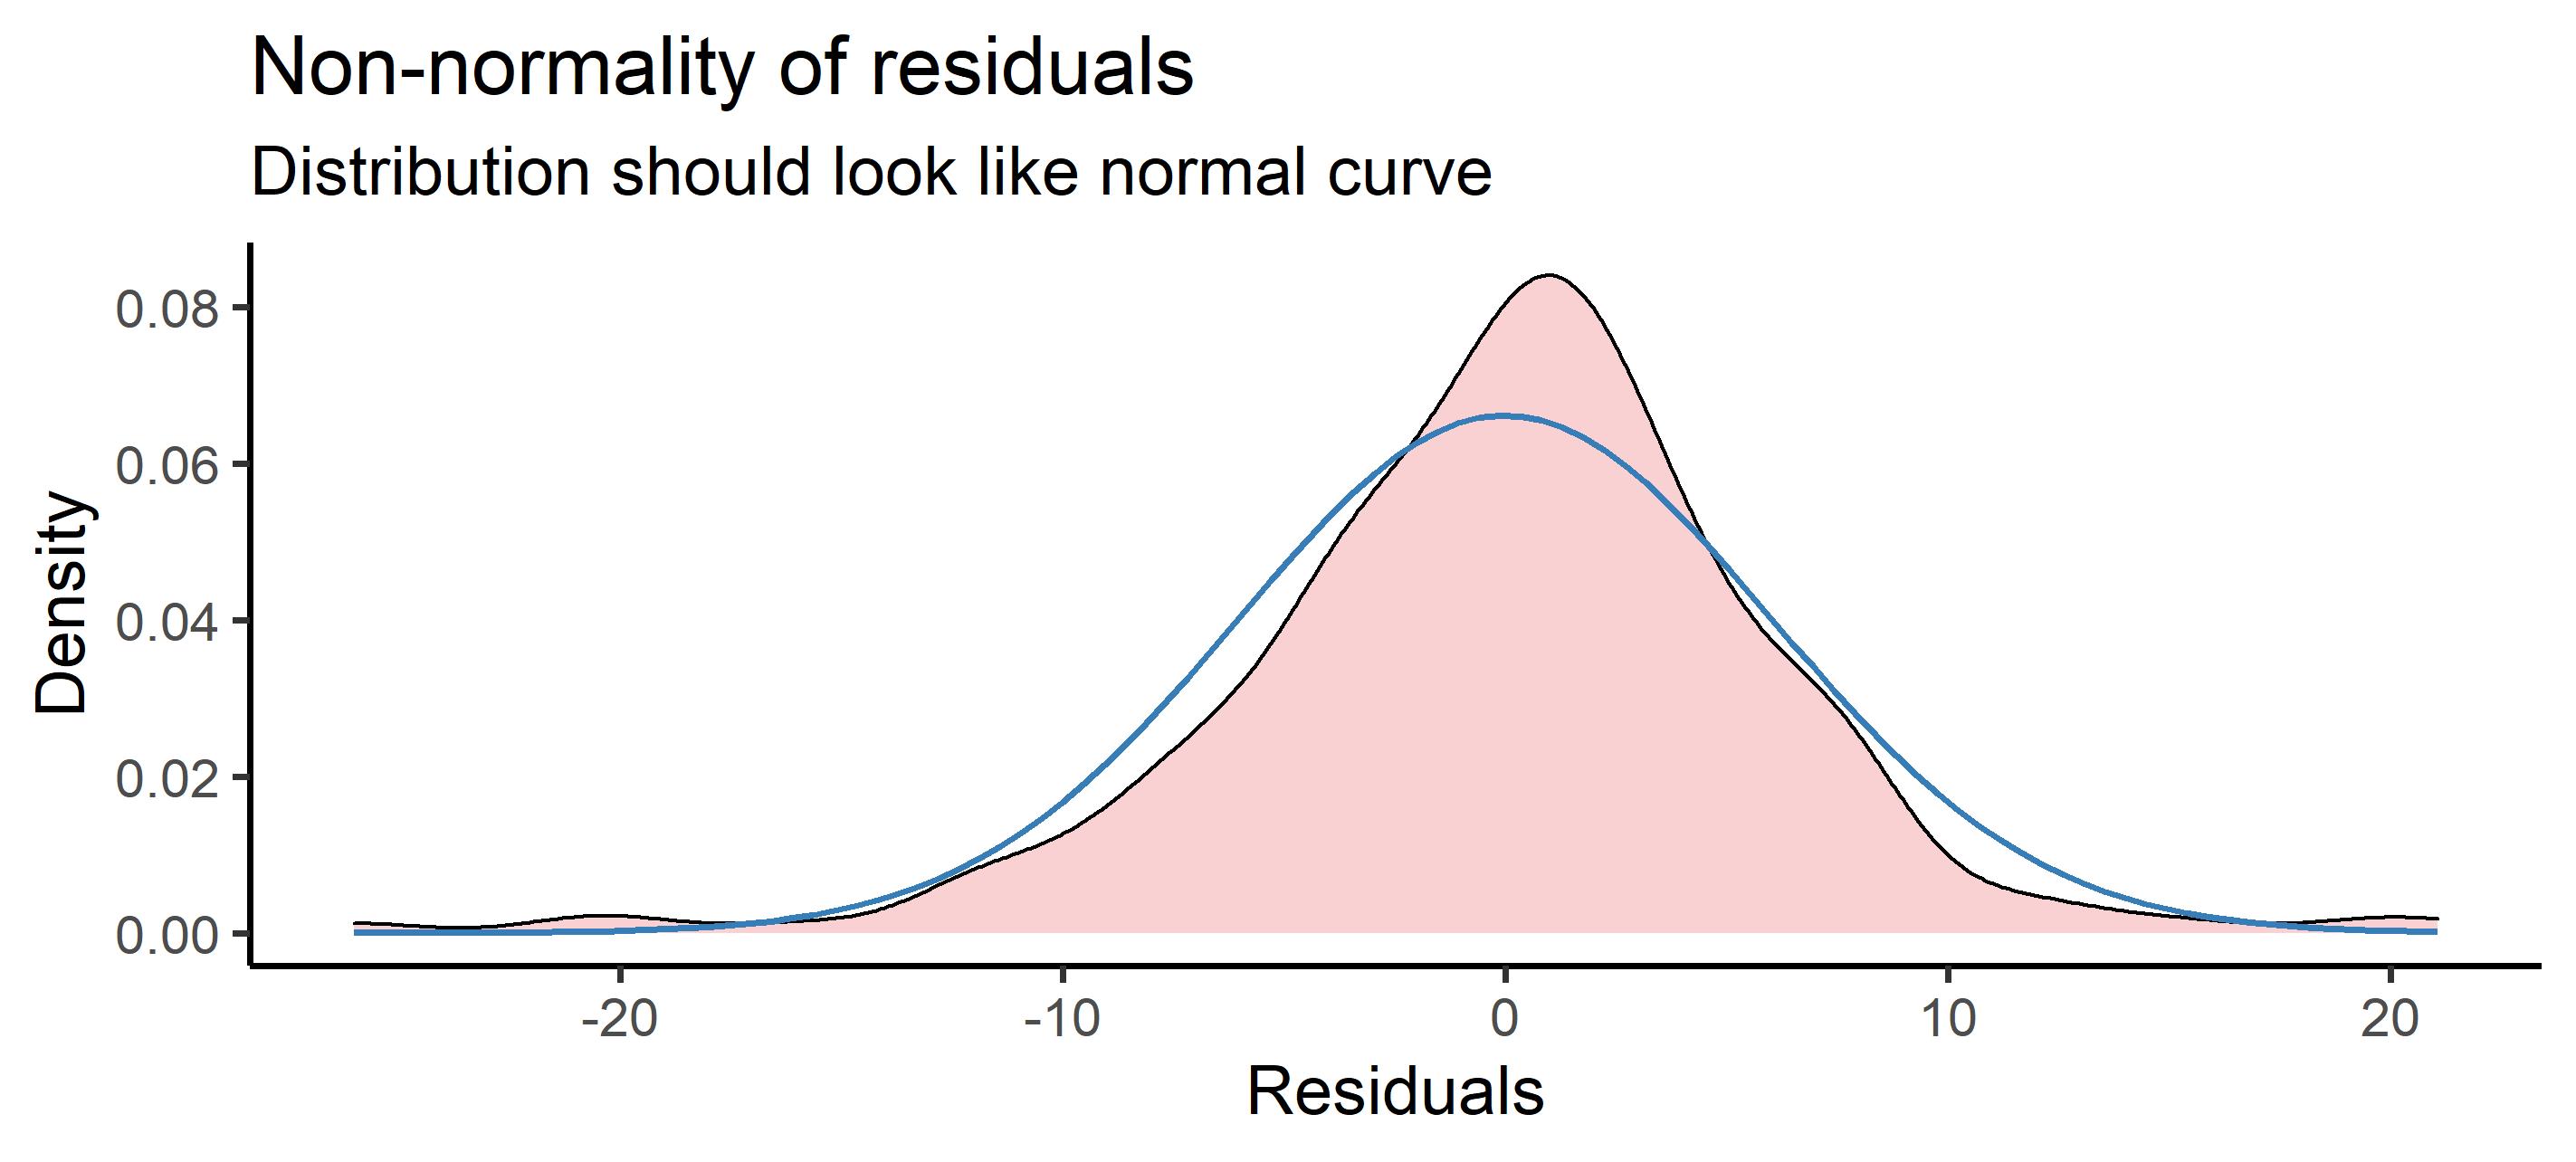 Non-normality of residuals
Distribution should look like normal curve
0.08
0.06
0.04
0.02
0.00
Density
-20
-10
0
10
20
Residuals